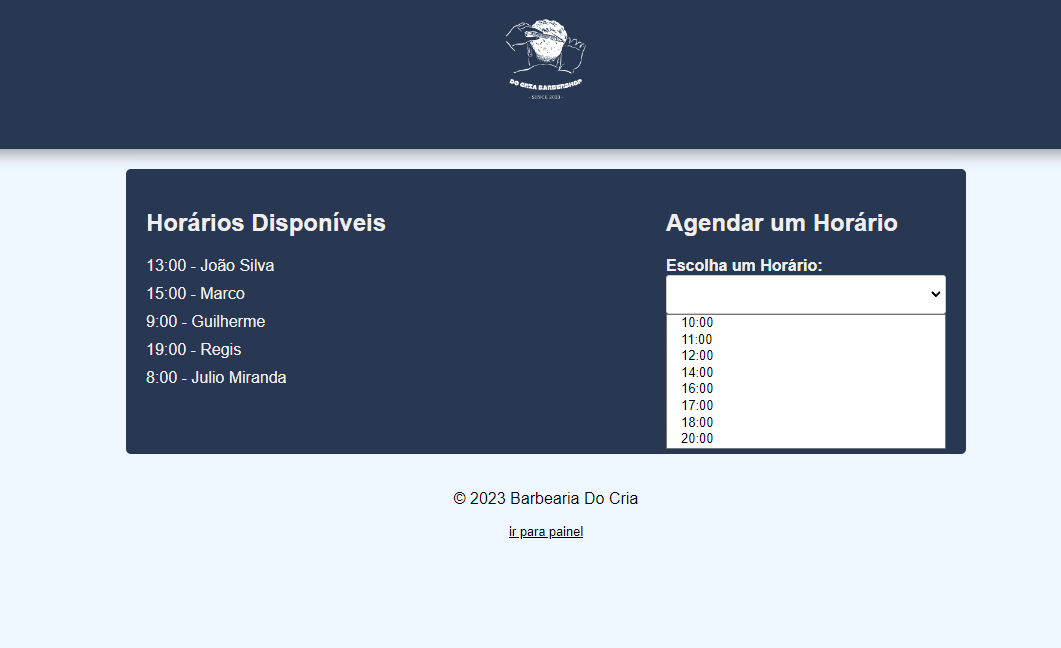 DO CRIA BARBERSHOP
- SINCE 2023 -
Horários Disponíveis
13:00 - João Silva
15:00 - Marco
9:00 - Guilherme
19:00 - Regis
8:00 - Julio Miranda
Agendar um Horário
Escolha um Horário:
10:00
11:00
12:00
14:00
16:00
17:00
18:00
20:00
© 2023 Barbearia Do Cria
ir para painel